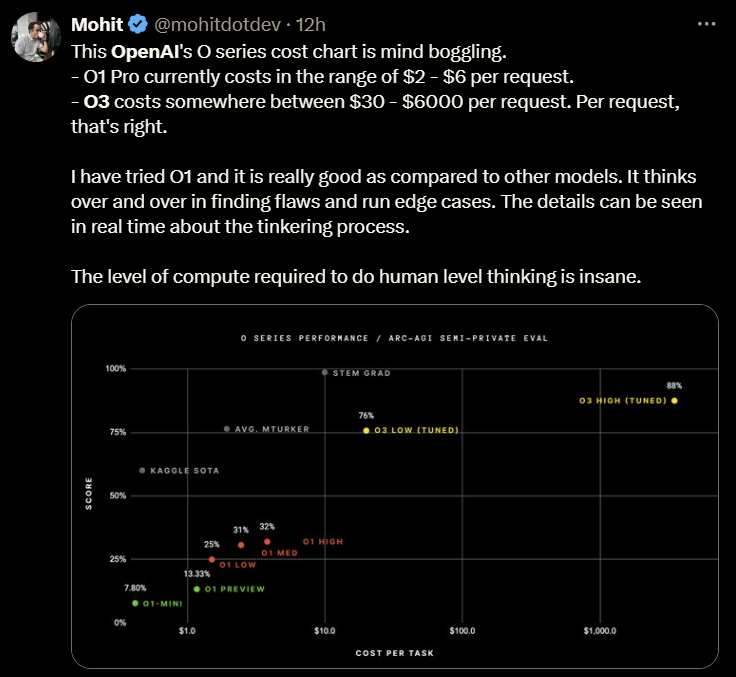 Mohit @mohitdotdev · 12h
This OpenAI's O series cost chart is mind boggling.
- O1 Pro currently costs in the range of $2 - $6 per request.
- O3 costs somewhere between $30 - $6000 per request. Per request,
that's right.
I have tried O1 and it is really good as compared to other models. It thinks
over and over in finding flaws and run edge cases. The details can be seen
in real time about the tinkering process.
The level of compute required to do human level thinking is insane.
O SERIES PERFORMANCE / ARC-AGI SEMI-PRIVATE EVAL
100%
STEM GRAD
88%
O3 HIGH (TUNED)
76%
O3 LOW (TUNED)
75%
AVG. MTURKER
KAGGLE SOTA
SCORE
50%
31%
32%
25%
O1 HIGH
O1 MED
25%
O1 LOW
13.33%
O1 PREVIEW
7.80%
O1-MINI
0%
$1.0
$10.0
$100.0
$1,000.0
COST PER TASK